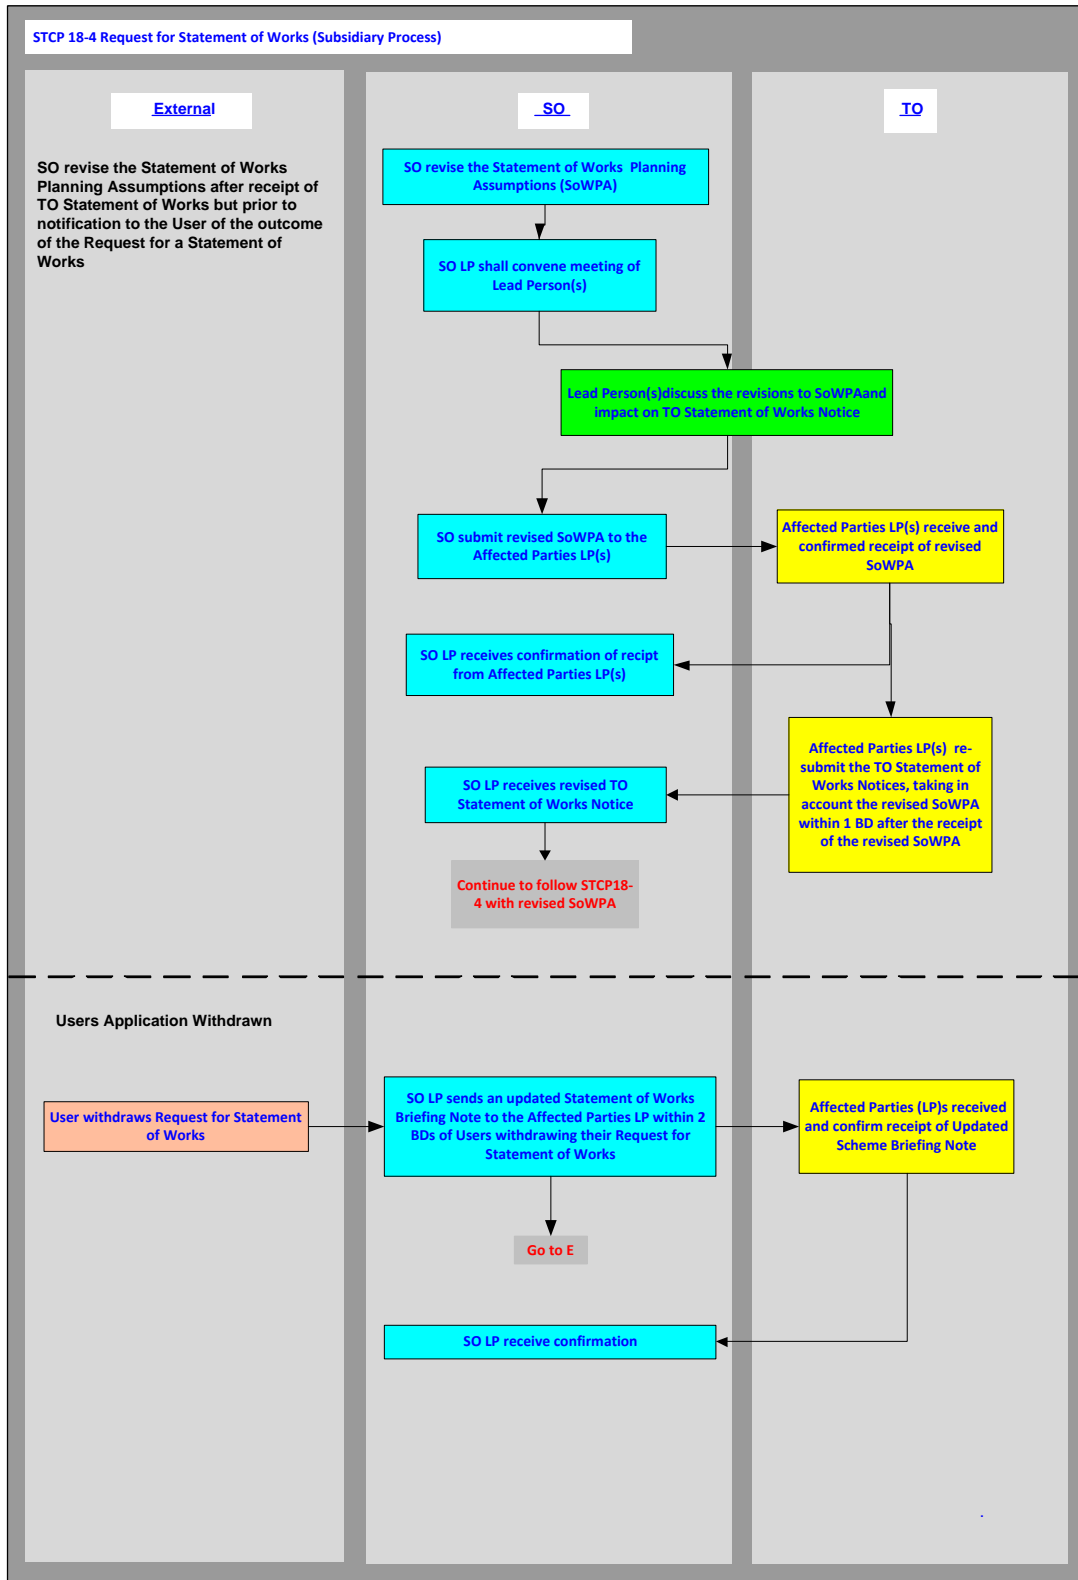 STCP 18-4 Request for Statement of Works (Subsidiary Process)
External
SO
TO
SO revise the Statement of Works
Planning Assumptions after receipt of
TO Statement of Works but prior to
notification to the User of the outcome
of the Request for a Statement of
Works
SO revise the Statement of Works Planning
Assumptions (SoWPA)
SO LP shall convene meeting of
Lead Person(s)
Lead Person(s)discuss the revisions to SoWPAand
impact on TO Statement of Works Notice
SO submit revised SoWPA to the
Affected Parties LP(s)
Affected Parties LP(s) receive and
confirmed receipt of revised
SoWPA
SO LP receives confirmation of recipt
from Affected Parties LP(s)
Affected Parties LP(s) re-
submit the TO Statement of
Works Notices, taking in
account the revised SoWPA
within 1 BD after the receipt
of the revised SoWPA
SO LP receives revised TO
Statement of Works Notice
Continue to follow STCP18-
4 with revised SoWPA
Users Application Withdrawn
User withdraws Request for Statement
of Works
SO LP sends an updated Statement of Works
Briefing Note to the Affected Parties LP within 2
BDs of Users withdrawing their Request for
Statement of Works
Affected Parties (LP)s received
and confirm receipt of Updated
Scheme Briefing Note
Go to E
SO LP receive confirmation
.